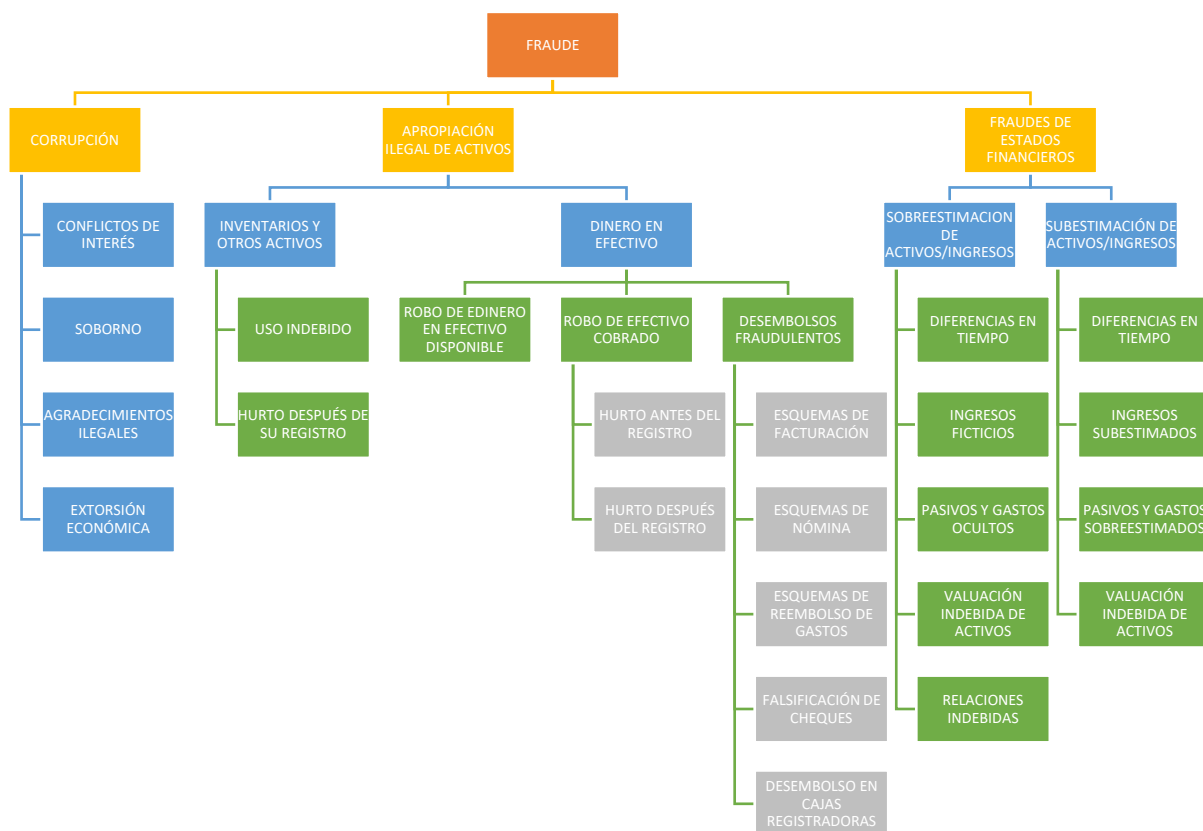 FRAUDE
CORRUPCIÓN
CONFLICTOS DE
INTERÉS
SOBORNO
AGRADECIMIENTOS
ILEGALES
EXTORSIÓN
ECONÓMICA
APROPIACIÓN
ILEGAL DE ACTIVOS
INVENTARIOS Y
OTROS ACTIVOS
USO INDEBIDO
HURTO DESPUÉS DE
SU REGISTRO
DINERO EN
EFECTIVO
ROBO DE EDINERO
EN EFECTIVO
DISPONIBLE
ROBO DE EFECTIVO
COBRADO
HURTO ANTES DEL
REGISTRO
HURTO DESPUÉS
DEL REGISTRO
DESEMBOLSOS
FRAUDULENTOS
ESQUEMAS DE
FACTURACIÓN
ESQUEMAS DE
NÓMINA
ESQUEMAS DE
REEMBOLSO DE
GASTOS
FALSIFICACIÓN DE
CHEQUES
DESEMBOLSO EN
CAJAS
REGISTRADORAS
FRAUDES DE
ESTADOS
FINANCIEROS
SOBREESTIMACION
DE
ACTIVOS/INGRESOS
DIFERENCIAS EN
TIEMPO
INGRESOS
FICTICIOS
PASIVOS Y GASTOS
OCULTOS
VALUACIÓN
INDEBIDA DE
ACTIVOS
RELACIONES
INDEBIDAS
SUBESTIMACIÓN DE
ACTIVOS/INGRESOS
DIFERENCIAS EN
TIEMPO
INGRESOS
SUBESTIMADOS
PASIVOS Y GASTOS
SOBREESTIMADOS
VALUACIÓN
INDEBIDA DE
ACTIVOS